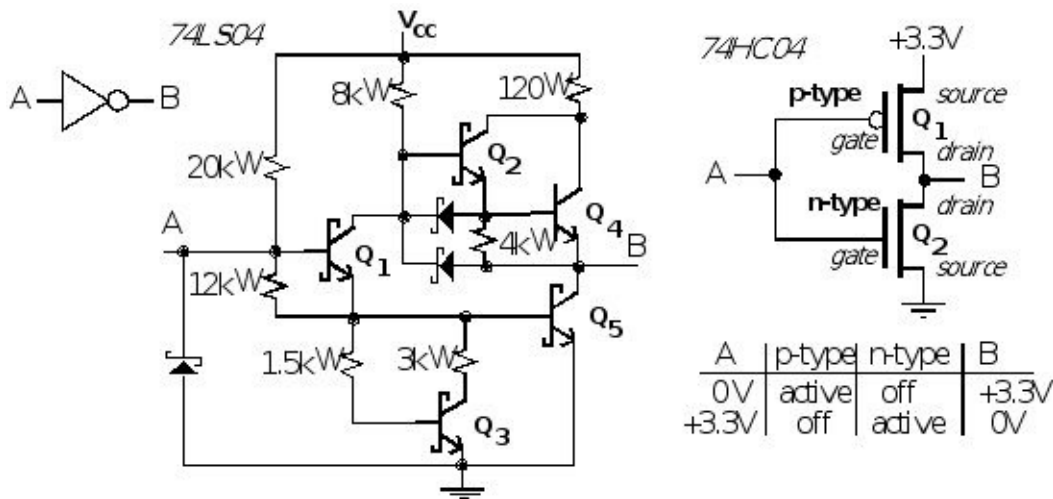 74LS04
VCC
A
B
8kW
120W
20kW
Q2
A
Q1
4kW
Q4
B
12kW
Q5
1.5kW
3kW
Q3
74HC04
+3.3V
p-type
source
gate
Q1
drain
A
B
n-type
drain
gate
Q2
source
A p-type n-type B
0V active off +3.3V
+3.3V off active 0V